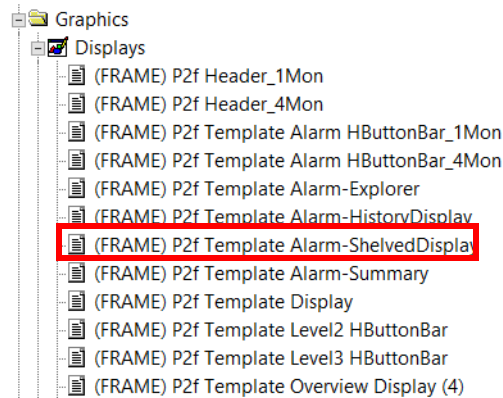 Graphics
Displays
(FRAME) P2f Header_1Mon
(FRAME) P2f Header_4Mon
(FRAME) P2f Template Alarm HButtonBar_1Mon
(FRAME) P2f Template Alarm HButtonBar_4Mon
(FRAME) P2f Template Alarm-Explorer
(FRAME) P2f Template Alarm-HistoryDisplay
(FRAME) P2f Template Alarm-ShelvedDisplay
(FRAME) P2f Template Alarm-Summary
(FRAME) P2f Template Display
(FRAME) P2f Template Level2 HButtonBar
(FRAME) P2f Template Level3 HButtonBar
(FRAME) P2f Template Overview Display (4)